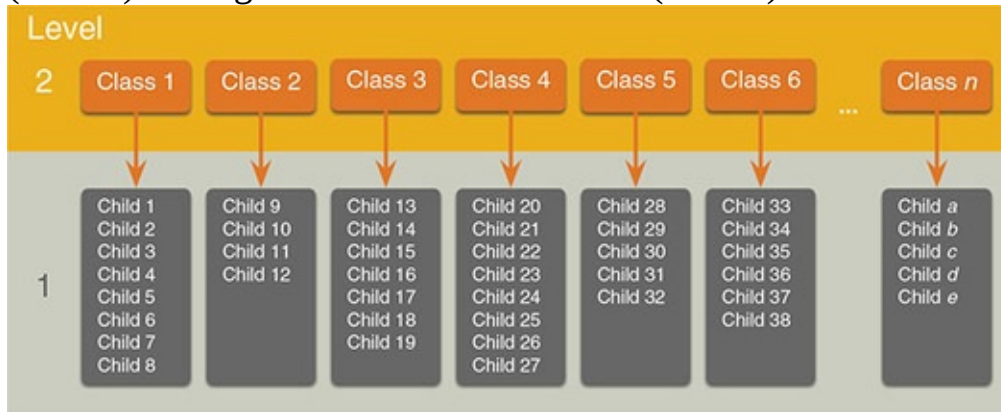 Level
2
Class 1
Class 2
Class 3
Class 4
Class 5
Class 6
...
Class n
1
Child 1
Child 2
Child 3
Child 4
Child 5
Child 6
Child 7
Child 8
Child 9
Child 10
Child 11
Child 12
Child 13
Child 14
Child 15
Child 16
Child 17
Child 18
Child 19
Child 20
Child 21
Child 22
Child 23
Child 24
Child 25
Child 26
Child 27
Child 28
Child 29
Child 30
Child 31
Child 32
Child 33
Child 34
Child 35
Child 36
Child 37
Child 38
Child a
Child b
Child c
Child d
Child e